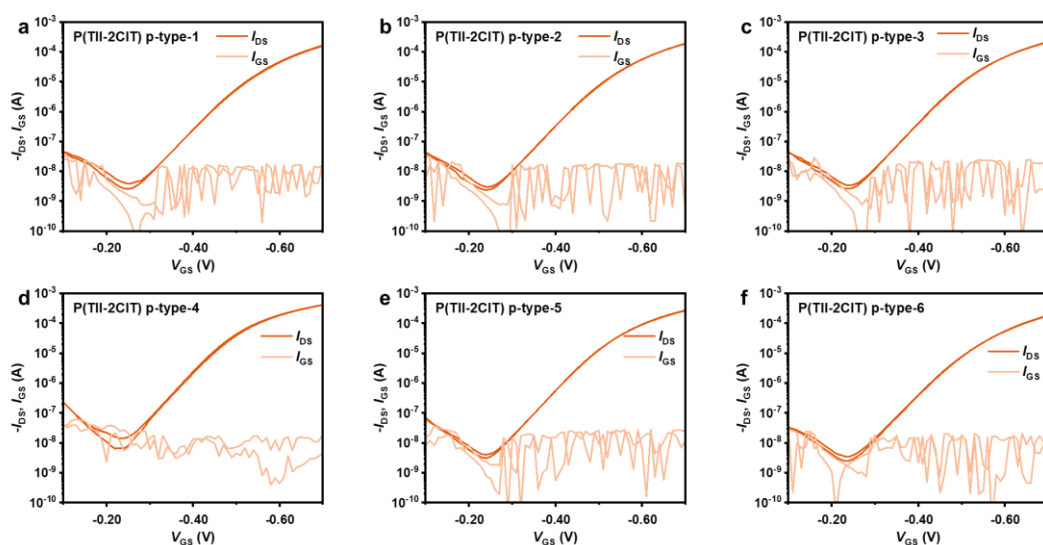 a
P(TII-2CIT) p-type-1
I_DS
I_GS
-I_DS, I_GS (A)
10^-3
10^-4
10^-5
10^-6
10^-7
10^-8
10^-9
10^-10
-0.20
-0.40
-0.60
V_GS (V)
b
P(TII-2CIT) p-type-2
I_DS
I_GS
-I_DS, I_GS (A)
10^-3
10^-4
10^-5
10^-6
10^-7
10^-8
10^-9
10^-10
-0.20
-0.40
-0.60
V_GS (V)
c
P(TII-2CIT) p-type-3
I_DS
I_GS
-I_DS, I_GS (A)
10^-3
10^-4
10^-5
10^-6
10^-7
10^-8
10^-9
10^-10
-0.20
-0.40
-0.60
V_GS (V)
d
P(TII-2CIT) p-type-4
I_DS
I_GS
-I_DS, I_GS (A)
10^-3
10^-4
10^-5
10^-6
10^-7
10^-8
10^-9
10^-10
-0.20
-0.40
-0.60
V_GS (V)
e
P(TII-2CIT) p-type-5
I_DS
I_GS
-I_DS, I_GS (A)
10^-3
10^-4
10^-5
10^-6
10^-7
10^-8
10^-9
10^-10
-0.20
-0.40
-0.60
V_GS (V)
f
P(TII-2CIT) p-type-6
I_DS
I_GS
-I_DS, I_GS (A)
10^-3
10^-4
10^-5
10^-6
10^-7
10^-8
10^-9
10^-10
-0.20
-0.40
-0.60
V_GS (V)